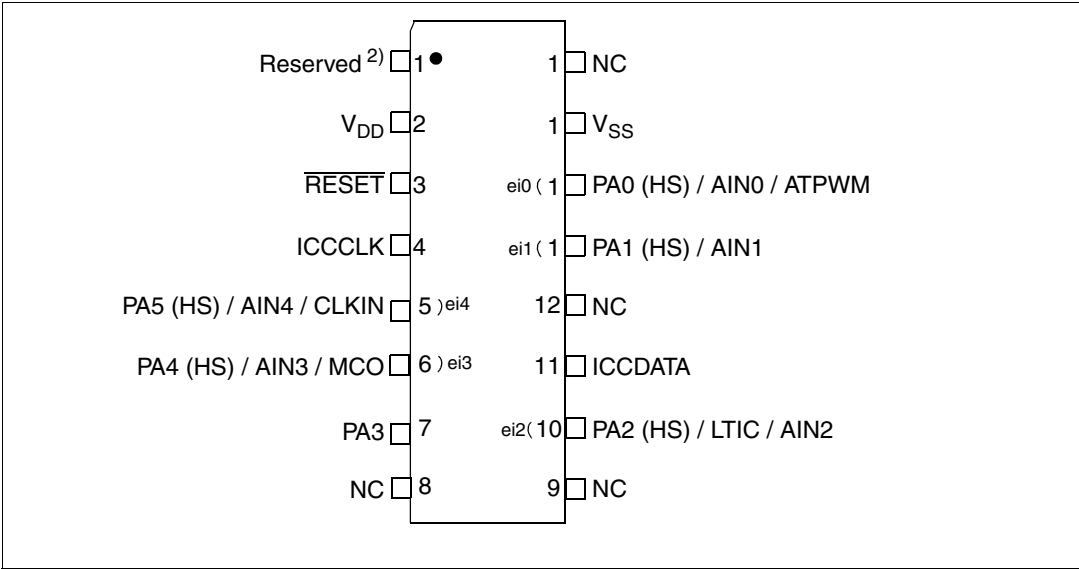 Reserved 2) 1 1 NC
VDD 2 1 VSS
RESET 3 ei0 ( 1 PA0 (HS) / AIN0 / ATPWM
ICCCLK 4 ei1 ( 1 PA1 (HS) / AIN1
PA5 (HS) / AIN4 / CLKIN 5 ) ei4 12 NC
PA4 (HS) / AIN3 / MCO 6 ) ei3 11 ICCDATA
PA3 7 ei2 ( 10 PA2 (HS) / LTIC / AIN2
NC 8 9 NC